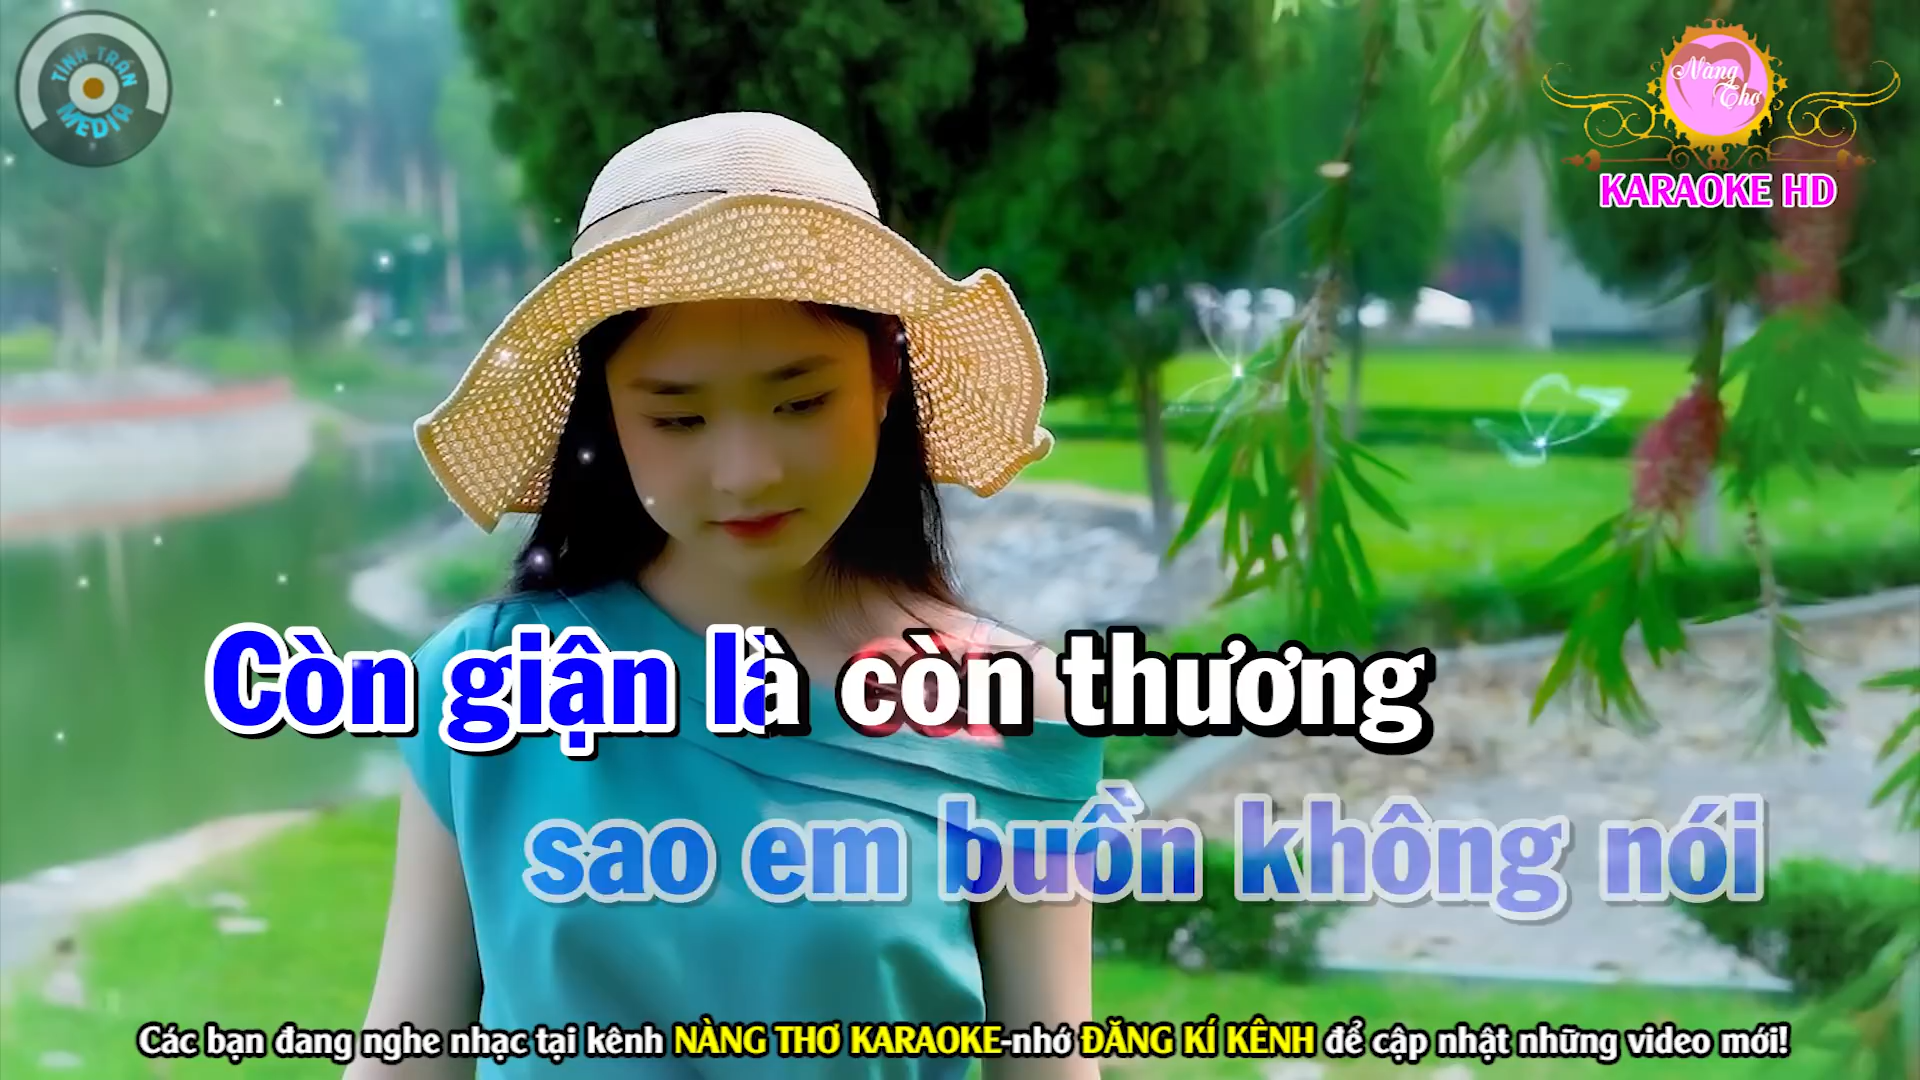 TÌNH TRẦN
MEDIA
Nàng
Thơ
KARAOKE HD
Còn giận là còn thương
sao em buồn không nói
Các bạn đang nghe nhạc tại kênh NÀNG THƠ KARAOKE-nhớ ĐĂNG KÍ KÊNH để cập nhật những video mới!